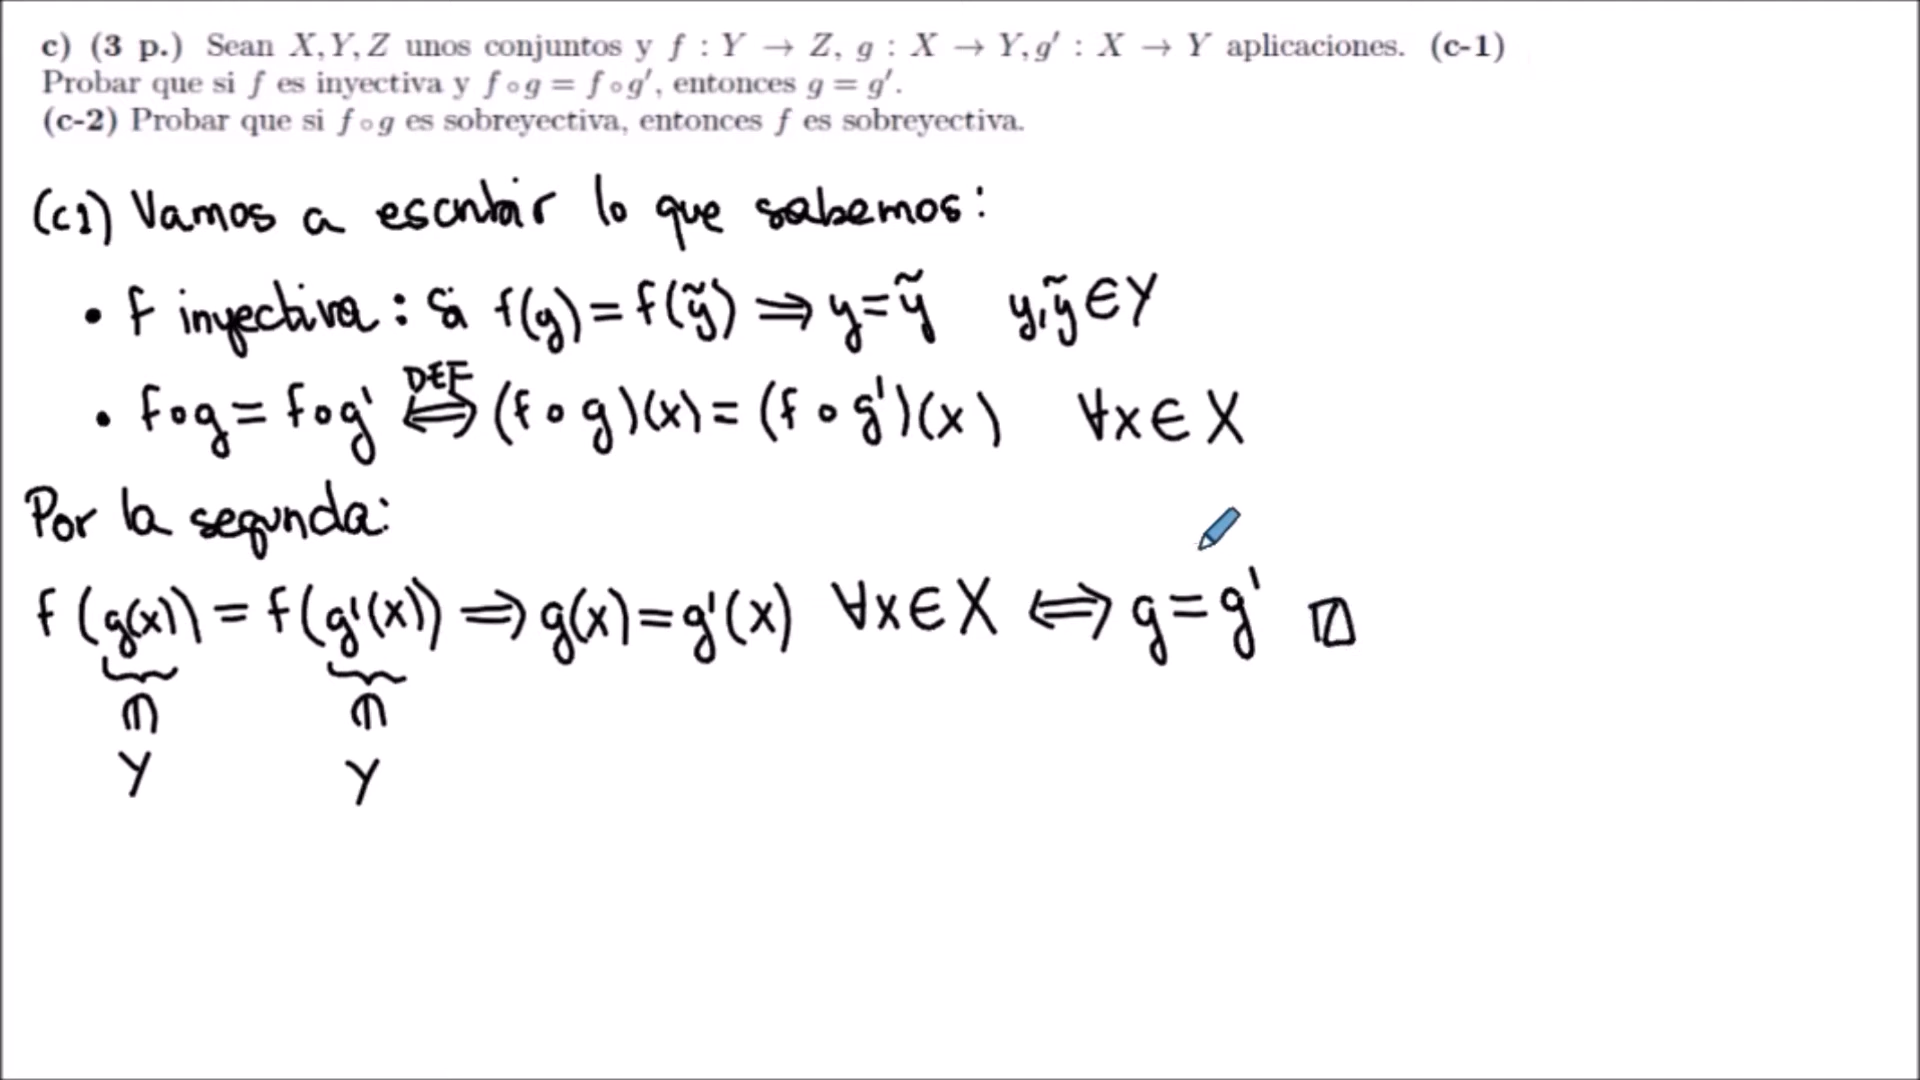 c) (3 p.) Sean X, Y, Z unos conjuntos y f : Y → Z, g : X → Y, g′ : X → Y aplicaciones. (c-1)
Probar que si f es inyectiva y f∘g = f∘g′, entonces g = g′.
(c-2) Probar que si f∘g es sobreyectiva, entonces f es sobreyectiva.
(c1) Vamos a escribir lo que sabemos:
• f inyectiva: Si f(y) = f(ỹ) ⟹ y = ỹ y, ỹ ∈ Y
• f∘g = f∘g' ⟺ DEF (f∘g)(x) = (f∘g')(x) ∀x ∈ X
Por la segunda:
f(g(x)) = f(g'(x)) ⟹ g(x) = g'(x) ∀x ∈ X ⟺ g = g' □
∈ ∈
Y Y